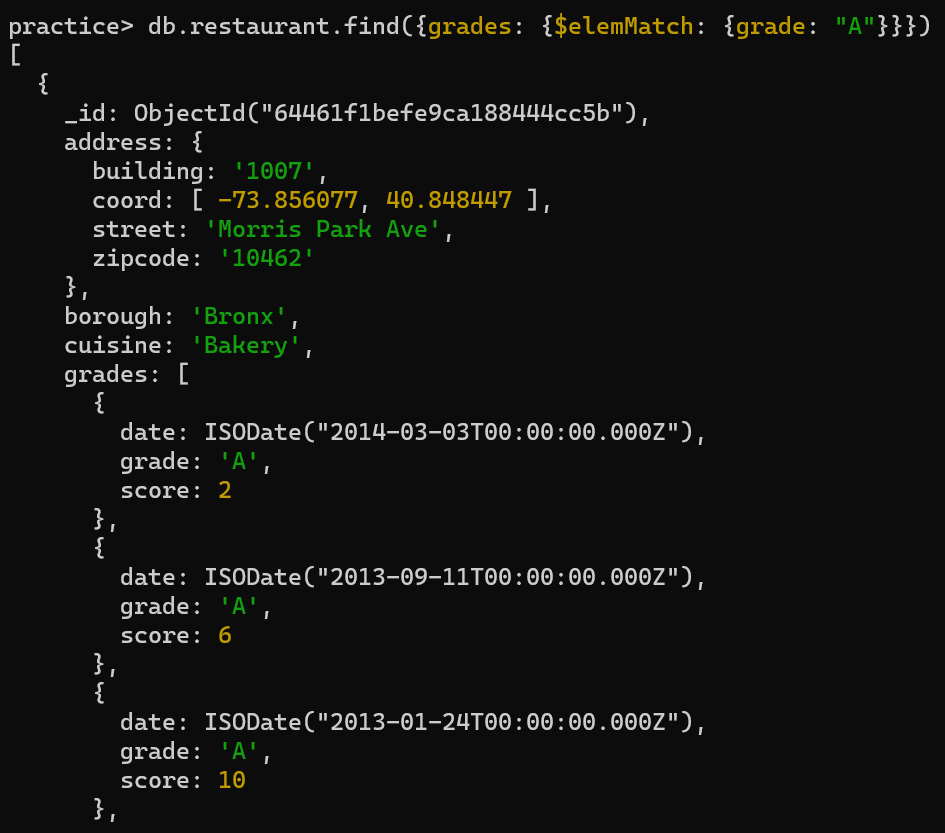 practice> db.restaurant.find({grades: {$elemMatch: {grade: "A"}}})
[
  {
    _id: ObjectId("64461f1befe9ca188444cc5b"),
    address: {
      building: '1007',
      coord: [ -73.856077, 40.848447 ],
      street: 'Morris Park Ave',
      zipcode: '10462'
    },
    borough: 'Bronx',
    cuisine: 'Bakery',
    grades: [
      {
        date: ISODate("2014-03-03T00:00:00.000Z"),
        grade: 'A',
        score: 2
      },
      {
        date: ISODate("2013-09-11T00:00:00.000Z"),
        grade: 'A',
        score: 6
      },
      {
        date: ISODate("2013-01-24T00:00:00.000Z"),
        grade: 'A',
        score: 10
      },